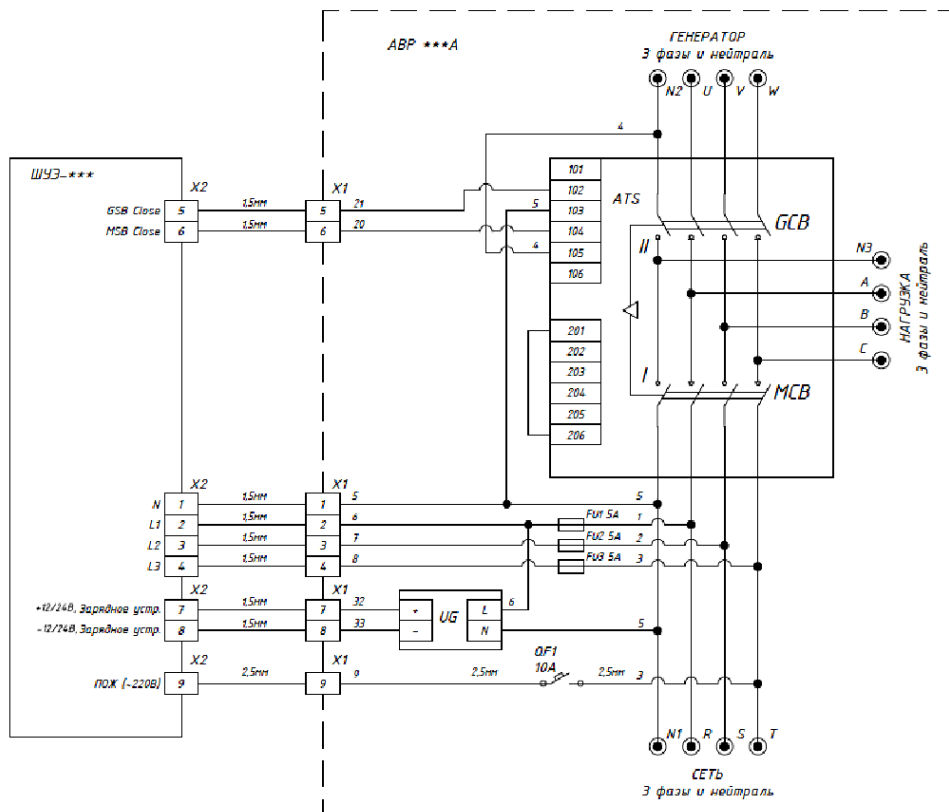 АВР ***А
ГЕНЕРАТОР
3 фазы и нейтраль
N2 U V W
4
ШУЭ-***
X2
X1
101
102
103
104
105
106
ATS
GCB
GSB Close 5 1,5мм 5 21
5
MSB Close 6 1,5мм 6 20
4
II
N3
A
B
C
НАГРУЗКА
3 фазы и нейтраль
201
202
203
204
205
206
I
MCB
X2
X1
N 1 1,5мм 1 5
5
L1 2 1,5мм 2 6 FU1 5A 1
L2 3 1,5мм 3 7 FU2 5A 2
L3 4 1,5мм 4 8 FU3 5A 3
X2
X1
+12/24В, Зарядное устр. 7 1,5мм 7 32 + UG L 6
-12/24В, Зарядное устр. 8 1,5мм 8 33 - N 5
X2
X1
QF1
10A
ПОЖ (~220В) 9 2,5мм 9 9 2,5мм 2,5мм 3
N1 R S T
СЕТЬ
3 фазы и нейтраль